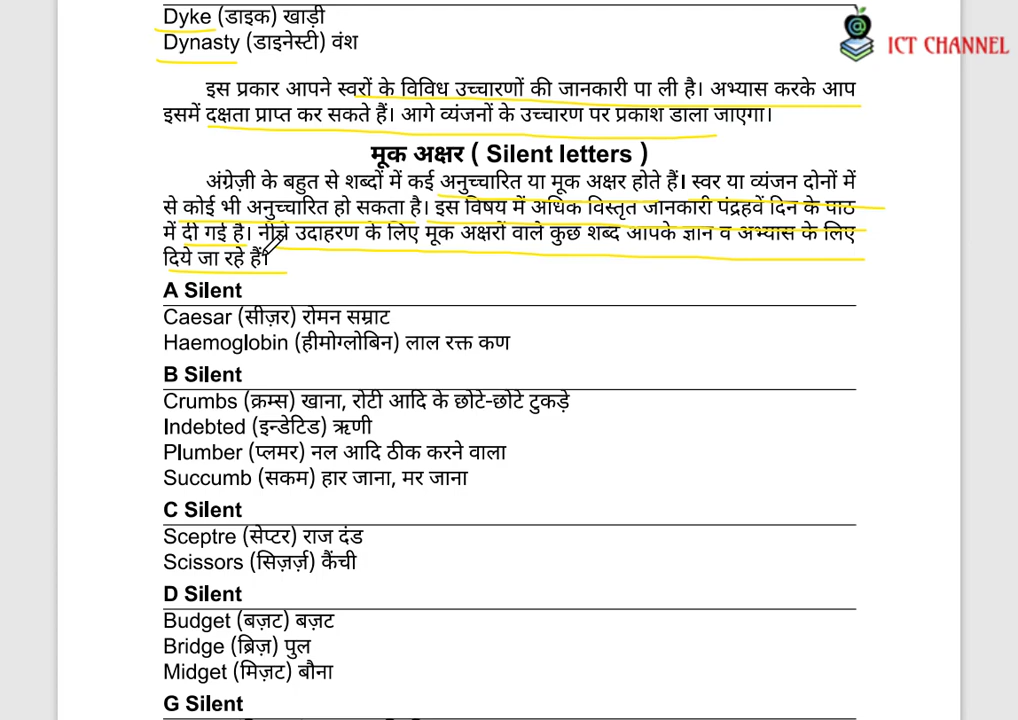 Dyke (डाइक) खाड़ी
Dynasty (डाइनेस्टी) वंश
ICT CHANNEL
इस प्रकार आपने स्वरों के विविध उच्चारणों की जानकारी पा ली है। अभ्यास करके आप
इसमें दक्षता प्राप्त कर सकते हैं। आगे व्यंजनों के उच्चारण पर प्रकाश डाला जाएगा।
मूक अक्षर ( Silent letters )
अंग्रेज़ी के बहुत से शब्दों में कई अनुच्चारित या मूक अक्षर होते हैं। स्वर या व्यंजन दोनों में
से कोई भी अनुच्चारित हो सकता है। इस विषय में अधिक विस्तृत जानकारी पंद्रहवें दिन के पाठ
में दी गई है। नीचे उदाहरण के लिए मूक अक्षरों वाले कुछ शब्द आपके ज्ञान व अभ्यास के लिए
दिये जा रहे हैं।
A Silent
Caesar (सीज़र) रोमन सम्राट
Haemoglobin (हीमोग्लोबिन) लाल रक्त कण
B Silent
Crumbs (क्रम्स) खाना, रोटी आदि के छोटे-छोटे टुकड़े
Indebted (इन्डेटिड) ऋणी
Plumber (प्लमर) नल आदि ठीक करने वाला
Succumb (सकम) हार जाना, मर जाना
C Silent
Sceptre (सेप्टर) राज दंड
Scissors (सिज़र्ज़) कैंची
D Silent
Budget (बज़ट) बज़ट
Bridge (ब्रिज़) पुल
Midget (मिज़ट) बौना
G Silent